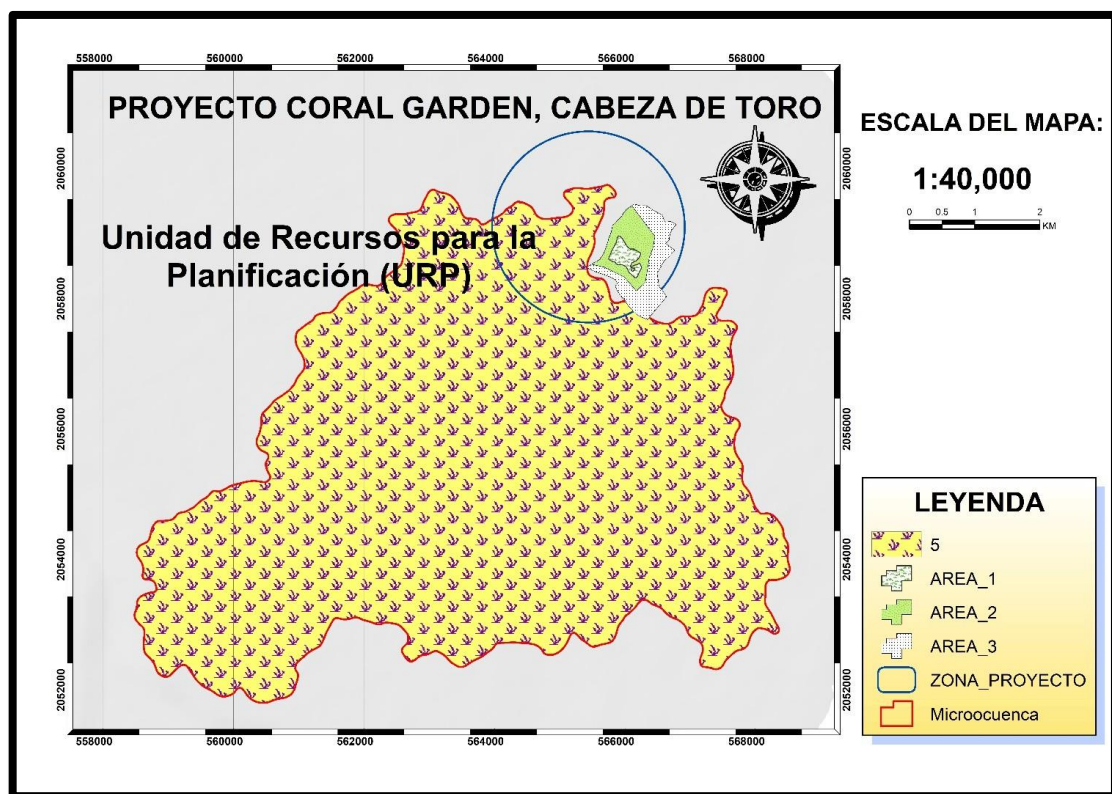 558000 560000 562000 564000 566000 568000
PROYECTO CORAL GARDEN, CABEZA DE TORO
Unidad de Recursos para la
Planificación (URP)
2060000
2058000
2056000
2054000
2052000
2060000
2058000
2056000
2054000
2052000
558000 560000 562000 564000 566000 568000
ESCALA DEL MAPA:
1:40,000
0 0.5 1 2
KM
LEYENDA
5
AREA_1
AREA_2
AREA_3
ZONA_PROYECTO
Microocuenca